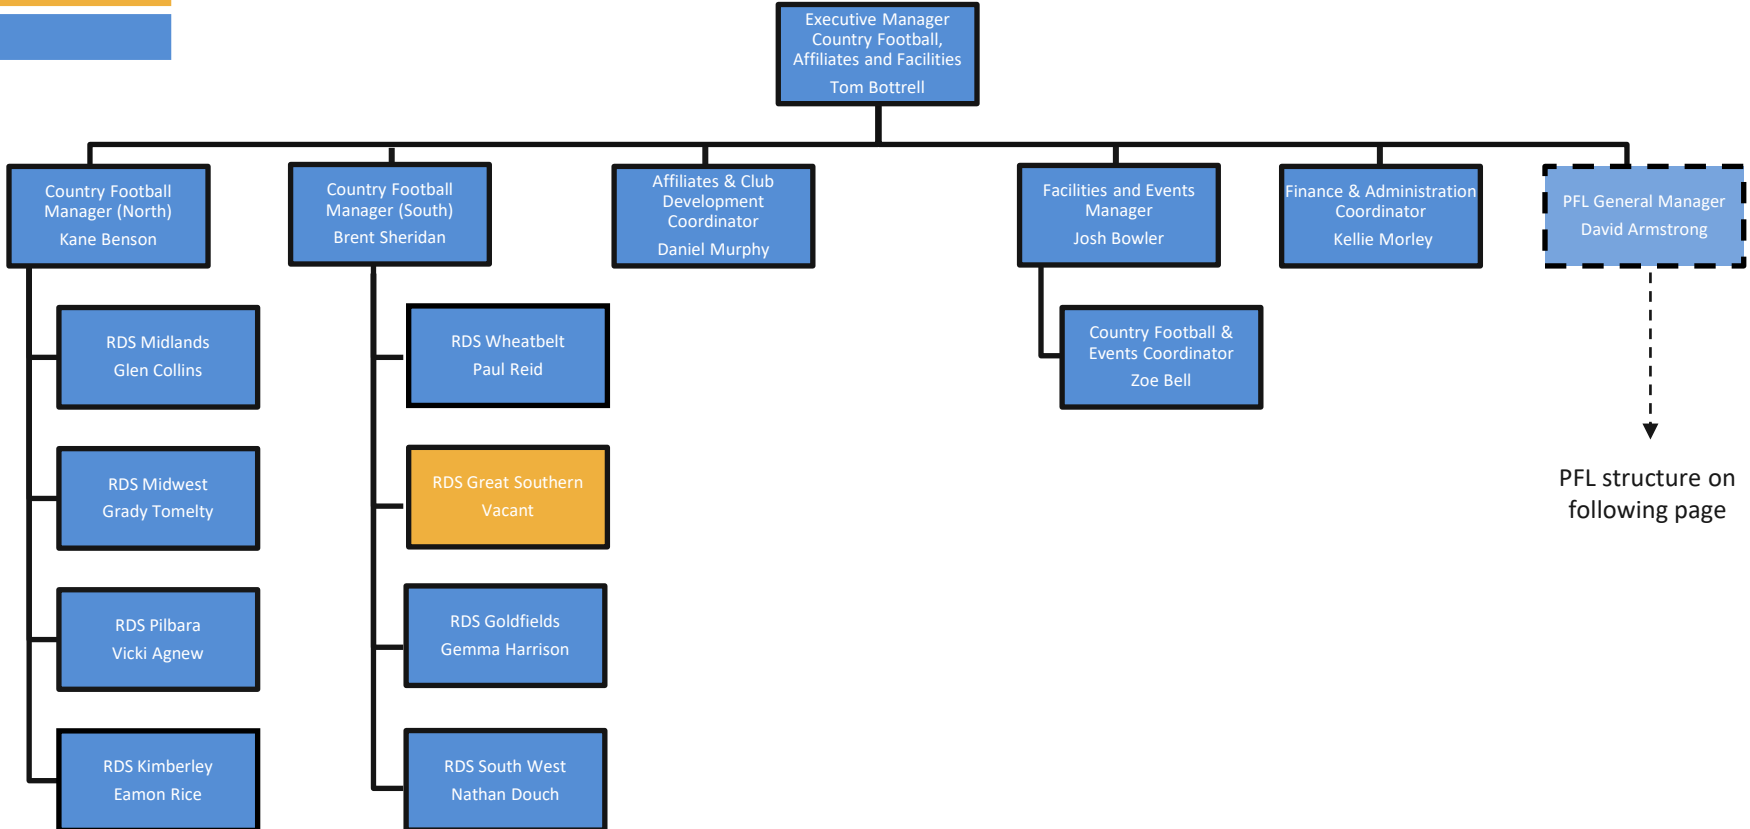 Executive Manager
Country Football,
Affiliates and Facilities
Tom Bottrell
Country Football
Manager (North)
Kane Benson
Country Football
Manager (South)
Brent Sheridan
Affiliates & Club
Development
Coordinator
Daniel Murphy
Facilities and Events
Manager
Josh Bowler
Finance & Administration
Coordinator
Kellie Morley
PFL General Manager
David Armstrong
RDS Midlands
Glen Collins
RDS Wheatbelt
Paul Reid
Country Football &
Events Coordinator
Zoe Bell
RDS Midwest
Grady Tomelty
RDS Great Southern
Vacant
PFL structure on
following page
RDS Pilbara
Vicki Agnew
RDS Goldfields
Gemma Harrison
RDS Kimberley
Eamon Rice
RDS South West
Nathan Douch